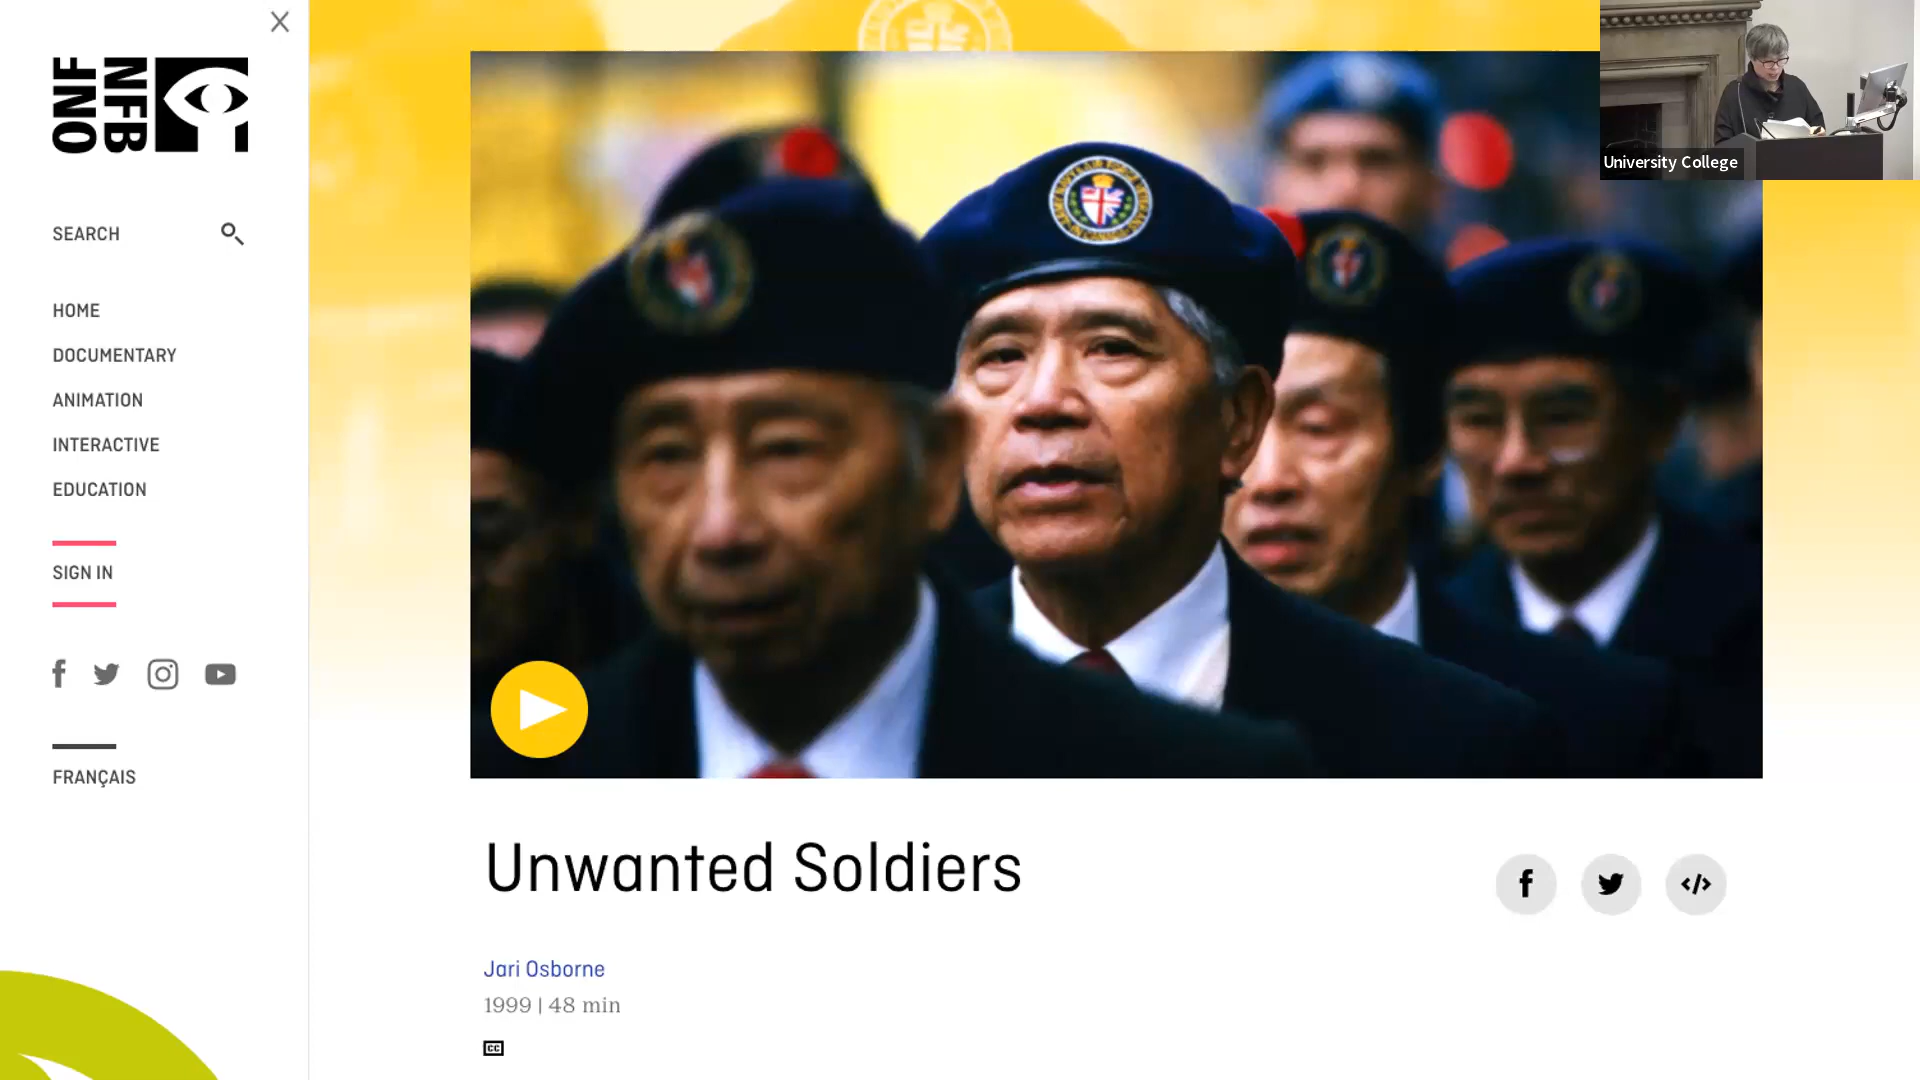 ONF
NFB
SEARCH
HOME
DOCUMENTARY
ANIMATION
INTERACTIVE
EDUCATION
SIGN IN
FRANÇAIS
University College
Unwanted Soldiers
Jari Osborne
1999 | 48 min
CC